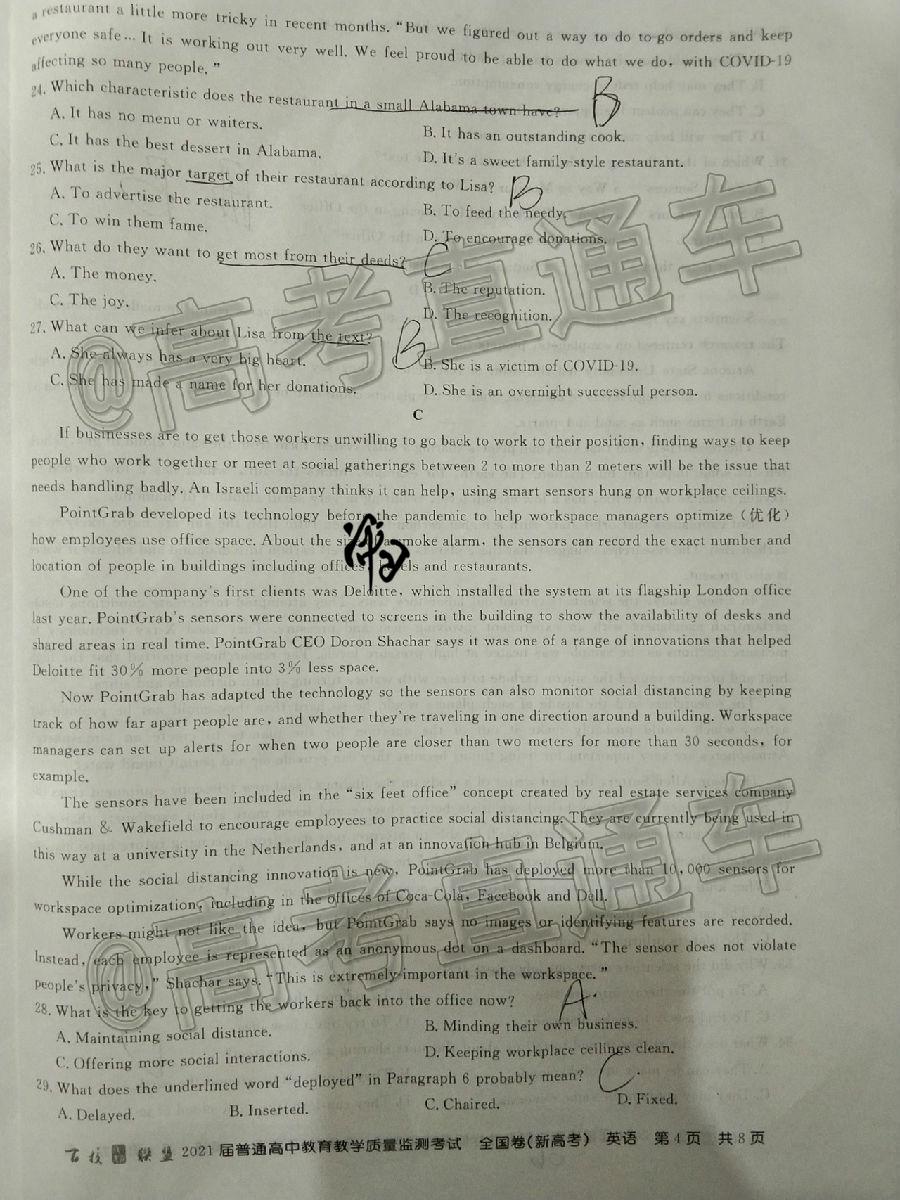 a restaurant a little more tricky in recent months. “But we figured out a way to do to go orders and keep
everyone safe… It is working out very well. We feel proud to be able to do what we do, with COVID-19
affecting so many people.”
24. Which characteristic does the restaurant in a small Alabama town have? B
A. It has no menu or waiters.
B. It has an outstanding cook.
C. It has the best dessert in Alabama.
D. It's a sweet family-style restaurant.
25. What is the major target of their restaurant according to Lisa? B
A. To advertise the restaurant.
B. To feed the needy.
C. To win them fame.
D. To encourage donations.
26. What do they want to get most from their deeds? C
A. The money.
B. The reputation.
C. The joy.
D. The recognition.
27. What can we infer about Lisa from the text? B
A. She always has a very big heart.
B. She is a victim of COVID-19.
C. She has made a name for her donations.
D. She is an overnight successful person.
C
If businesses are to get those workers unwilling to go back to work to their position, finding ways to keep
people who work together or meet at social gatherings between 2 to more than 2 meters will be the issue that
needs handling badly. An Israeli company thinks it can help, using smart sensors hung on workplace ceilings.
PointGrab developed its technology before the pandemic to help workspace managers optimize (优化)
how employees use office space. About the moke alarm, the sensors can record the exact number and
location of people in buildings including offices, and restaurants.
One of the company's first clients was Deloitte, which installed the system at its flagship London office
last year. PointGrab's sensors were connected to screens in the building to show the availability of desks and
shared areas in real time. PointGrab CEO Doron Shachar says it was one of a range of innovations that helped
Deloitte fit 30% more people into 3% less space.
Now PointGrab has adapted the technology so the sensors can also monitor social distancing by keeping
track of how far apart people are, and whether they're traveling in one direction around a building. Workspace
managers can set up alerts for when two people are closer than two meters for more than 30 seconds, for
example.
The sensors have been included in the “six feet office” concept created by real estate services company
Cushman & Wakefield to encourage employees to practice social distancing. They are currently being used in
this way at a university in the Netherlands, and at an innovation hub in Belgium.
While the social distancing innovation is new, PointGrab has deployed more than 10,000 sensors for
workspace optimization, including in the offices of Coca-Cola, Facebook and Dell.
Workers might not like the idea, but PointGrab says no images or identifying features are recorded.
Instead, each employee is represented as an anonymous dot on a dashboard. “The sensor does not violate
people's privacy,” Shachar says. “This is extremely important in the workspace.”
28. What is the key to getting the workers back into the office now? A
A. Maintaining social distance.
B. Minding their own business.
C. Offering more social interactions.
D. Keeping workplace ceilings clean.
29. What does the underlined word “deployed” in Paragraph 6 probably mean? C
A. Delayed.
B. Inserted.
C. Chaired.
D. Fixed.
百校联盟 2021届普通高中教育教学质量监测考试 全国卷(新高考) 英语 第4页 共8页
@高考直通车
@高考直通车